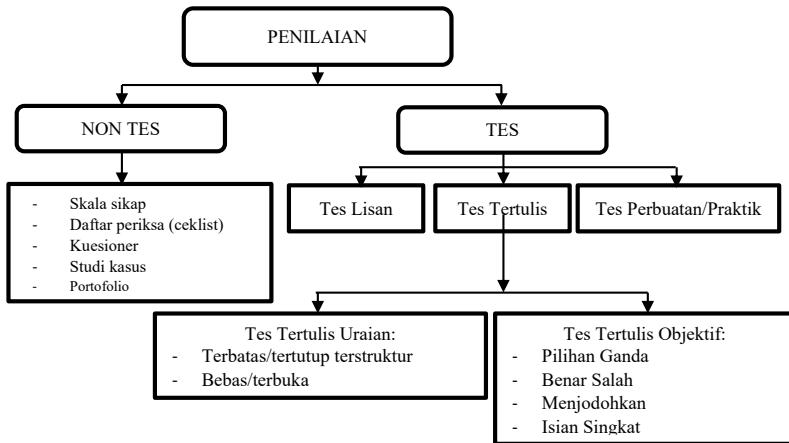 PENILAIAN
NON TES
TES
- Skala sikap
- Daftar periksa (ceklist)
- Kuesioner
- Studi kasus
- Portofolio
Tes Lisan
Tes Tertulis
Tes Perbuatan/Praktik
Tes Tertulis Uraian:
- Terbatas/tertutup terstruktur
- Bebas/terbuka
Tes Tertulis Objektif:
- Pilihan Ganda
- Benar Salah
- Menjodohkan
- Isian Singkat